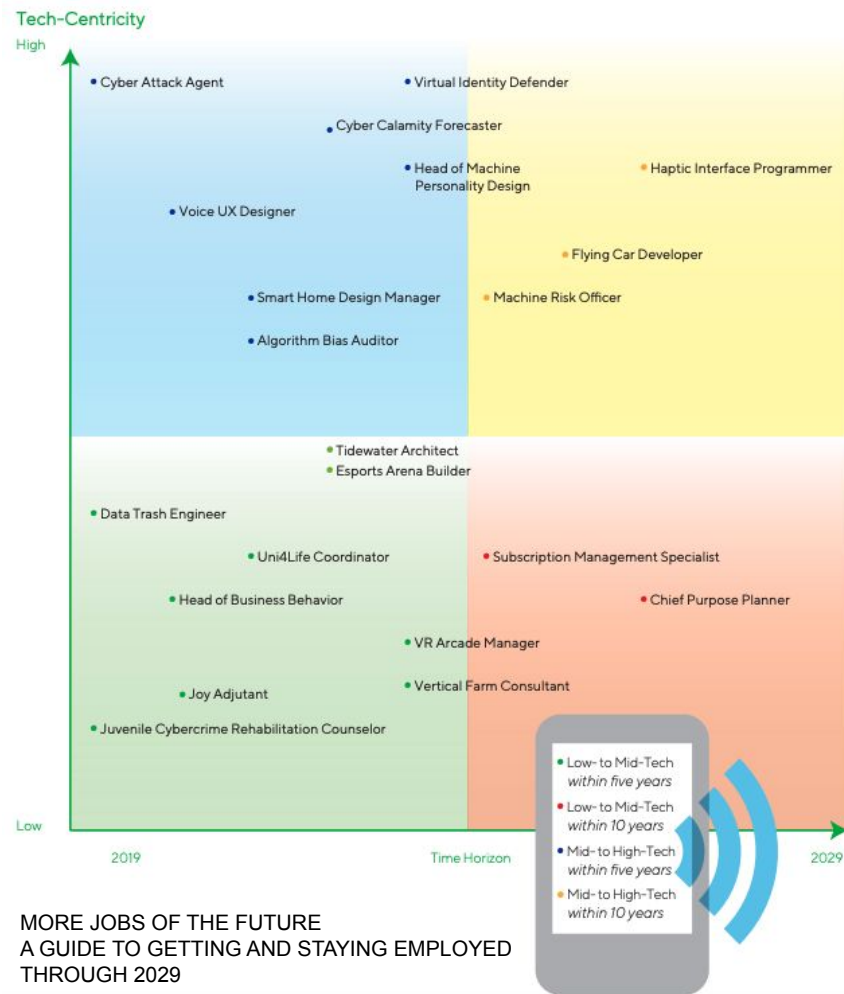 Tech-Centricity
High
Cyber Attack Agent
Virtual Identity Defender
Cyber Calamity Forecaster
Head of Machine
Personality Design
Haptic Interface Programmer
Voice UX Designer
Flying Car Developer
Smart Home Design Manager
Machine Risk Officer
Algorithm Bias Auditor
Tidewater Architect
Esports Arena Builder
Data Trash Engineer
Uni4Life Coordinator
Subscription Management Specialist
Head of Business Behavior
Chief Purpose Planner
VR Arcade Manager
Vertical Farm Consultant
Joy Adjutant
Juvenile Cybercrime Rehabilitation Counselor
Low- to Mid-Tech
within five years
Low- to Mid-Tech
within 10 years
Mid- to High-Tech
within five years
Mid- to High-Tech
within 10 years
Low
2019
Time Horizon
2029
MORE JOBS OF THE FUTURE
A GUIDE TO GETTING AND STAYING EMPLOYED
THROUGH 2029